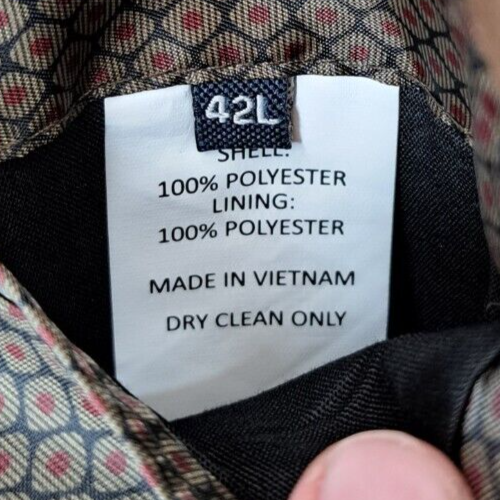 42L
SHELL:
100% POLYESTER
LINING:
100% POLYESTER
MADE IN VIETNAM
DRY CLEAN ONLY